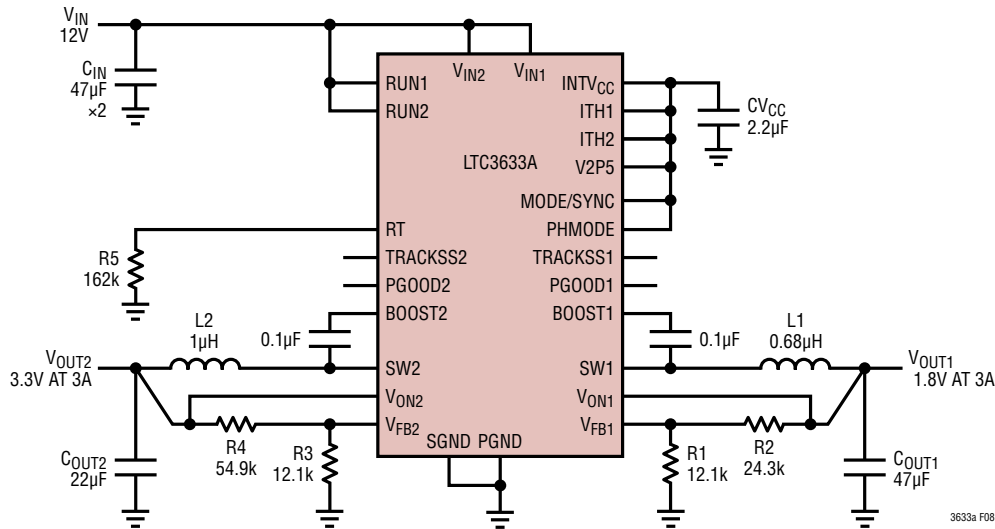 VIN
12V
CIN
47µF
×2
VIN2
VIN1
RUN1
RUN2
INTVCC
ITH1
ITH2
V2P5
MODE/SYNC
PHMODE
CVCC
2.2µF
LTC3633A
RT
TRACKSS2
PGOOD2
BOOST2
TRACKSS1
PGOOD1
BOOST1
R5
162k
L2
1µH
0.1µF
0.1µF
L1
0.68µH
VOUT2
3.3V AT 3A
SW2
SW1
VOUT1
1.8V AT 3A
VON2
VFB2
VON1
VFB1
SGND PGND
R4
54.9k
R3
12.1k
R1
12.1k
R2
24.3k
COUT2
22µF
COUT1
47µF
3633a F08